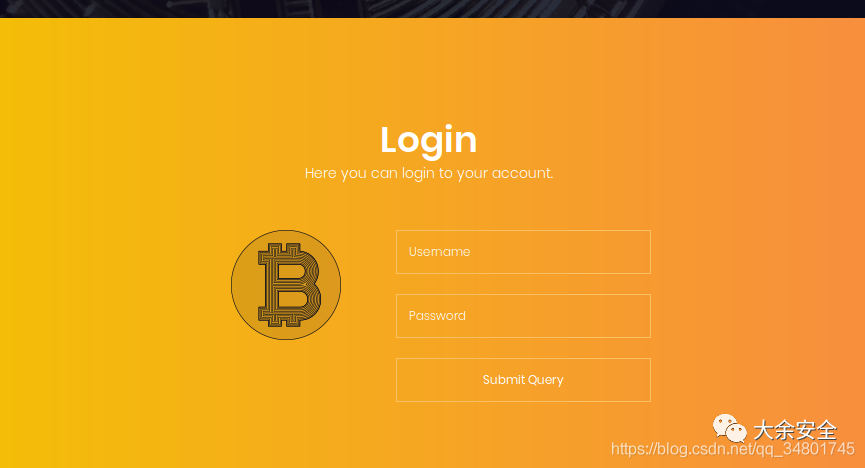 Login
Here you can login to your account.
Username
Password
Submit Query
大余安全
https://blog.csdn.net/qq_34801745